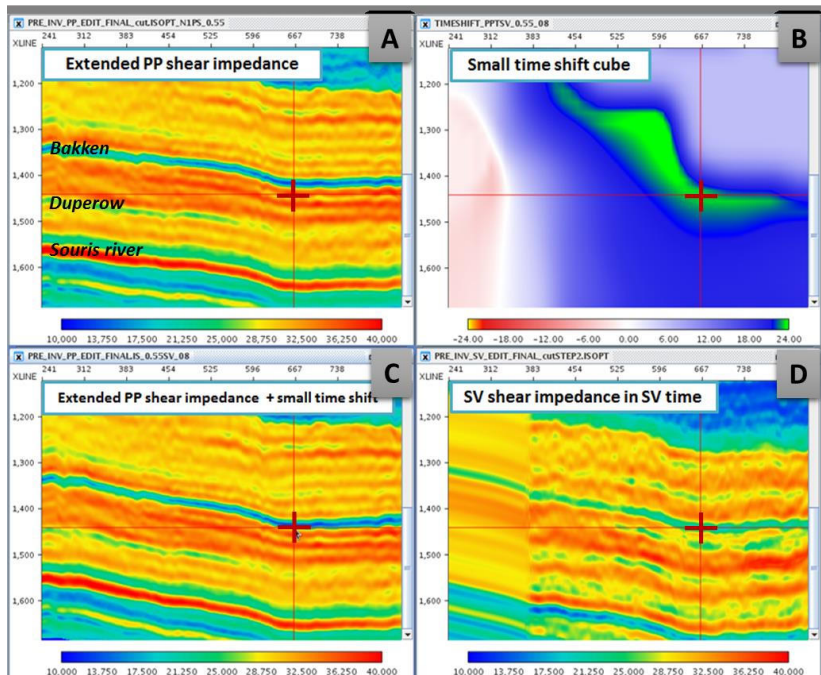 PRE_INV_PP_EDIT_FINAL_cut.ISOPT_N1PS_0.55
XLINE 241 312 383 454 525 596 667 738
A
Extended PP shear impedance
1,200
1,300
Bakken
1,400
Duperow
1,500
Souris river
1,600
10,000 13,750 17,500 21,250 25,000 28,750 32,500 36,250 40,000
TIMESHIFT_PPTSV_0.55_08
XLINE 241 312 383 454 525 596 667 738
B
Small time shift cube
1,200
1,300
1,400
1,500
1,600
-24.00 -18.00 -12.00 -6.00 0.00 6.00 12.00 18.00 24.00
PRE_INV_PP_EDIT_FINAL.IS_0.55SV_08
XLINE 241 312 383 454 525 596 667 738
C
Extended PP shear impedance + small time shift
1,200
1,300
1,400
1,500
1,600
10,000 13,750 17,500 21,250 25,000 28,750 32,500 36,250 40,000
PRE_INV_SV_EDIT_FINAL_cutSTEP2.ISOPT
XLINE 241 312 383 454 525 596 667 738
D
SV shear impedance in SV time
1,200
1,300
1,400
1,500
1,600
10,000 13,750 17,500 21,250 25,000 28,750 32,500 36,250 40,000